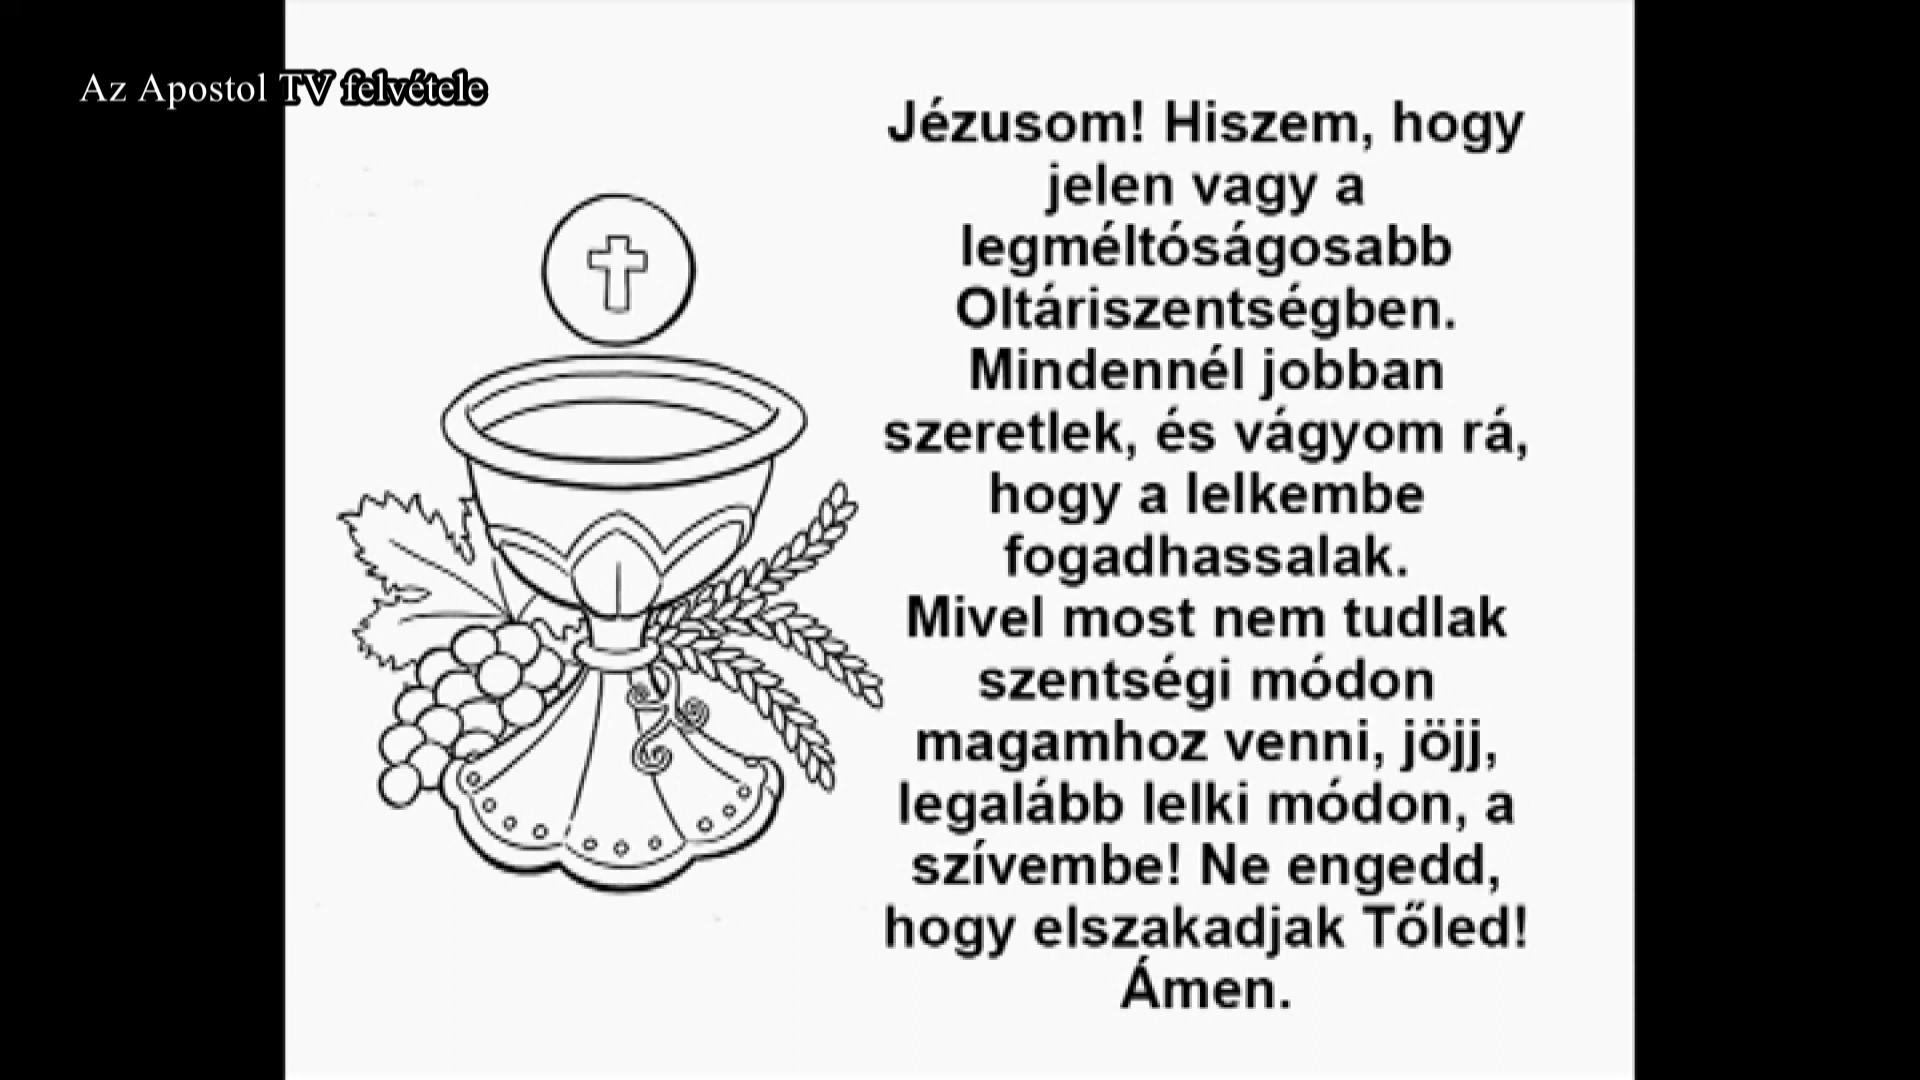 Az Apostol TV felvétele
Jézusom! Hiszem, hogy
jelen vagy a
legméltóságosabb
Oltáriszentségben.
Mindennél jobban
szeretlek, és vágyom rá,
hogy a lelkembe
fogadhassalak.
Mivel most nem tudlak
szentségi módon
magamhoz venni, jöjj,
legalább lelki módon, a
szívembe! Ne engedd,
hogy elszakadjak Tőled!
Ámen.